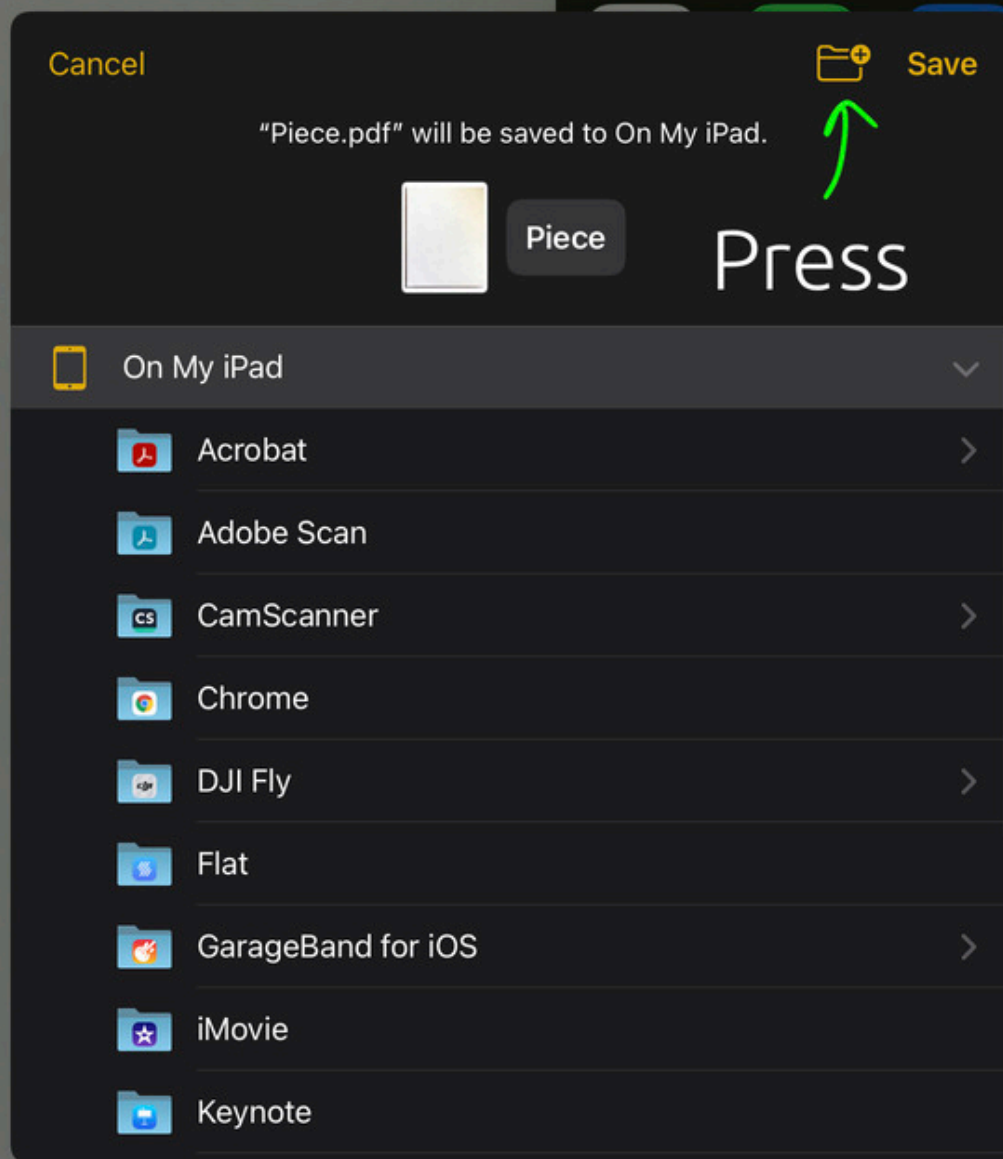 Cancel Save
“Piece.pdf” will be saved to On My iPad.
Piece
Press
On My iPad
Acrobat
Adobe Scan
CS CamScanner
Chrome
DJI Fly
Flat
GarageBand for iOS
iMovie
Keynote